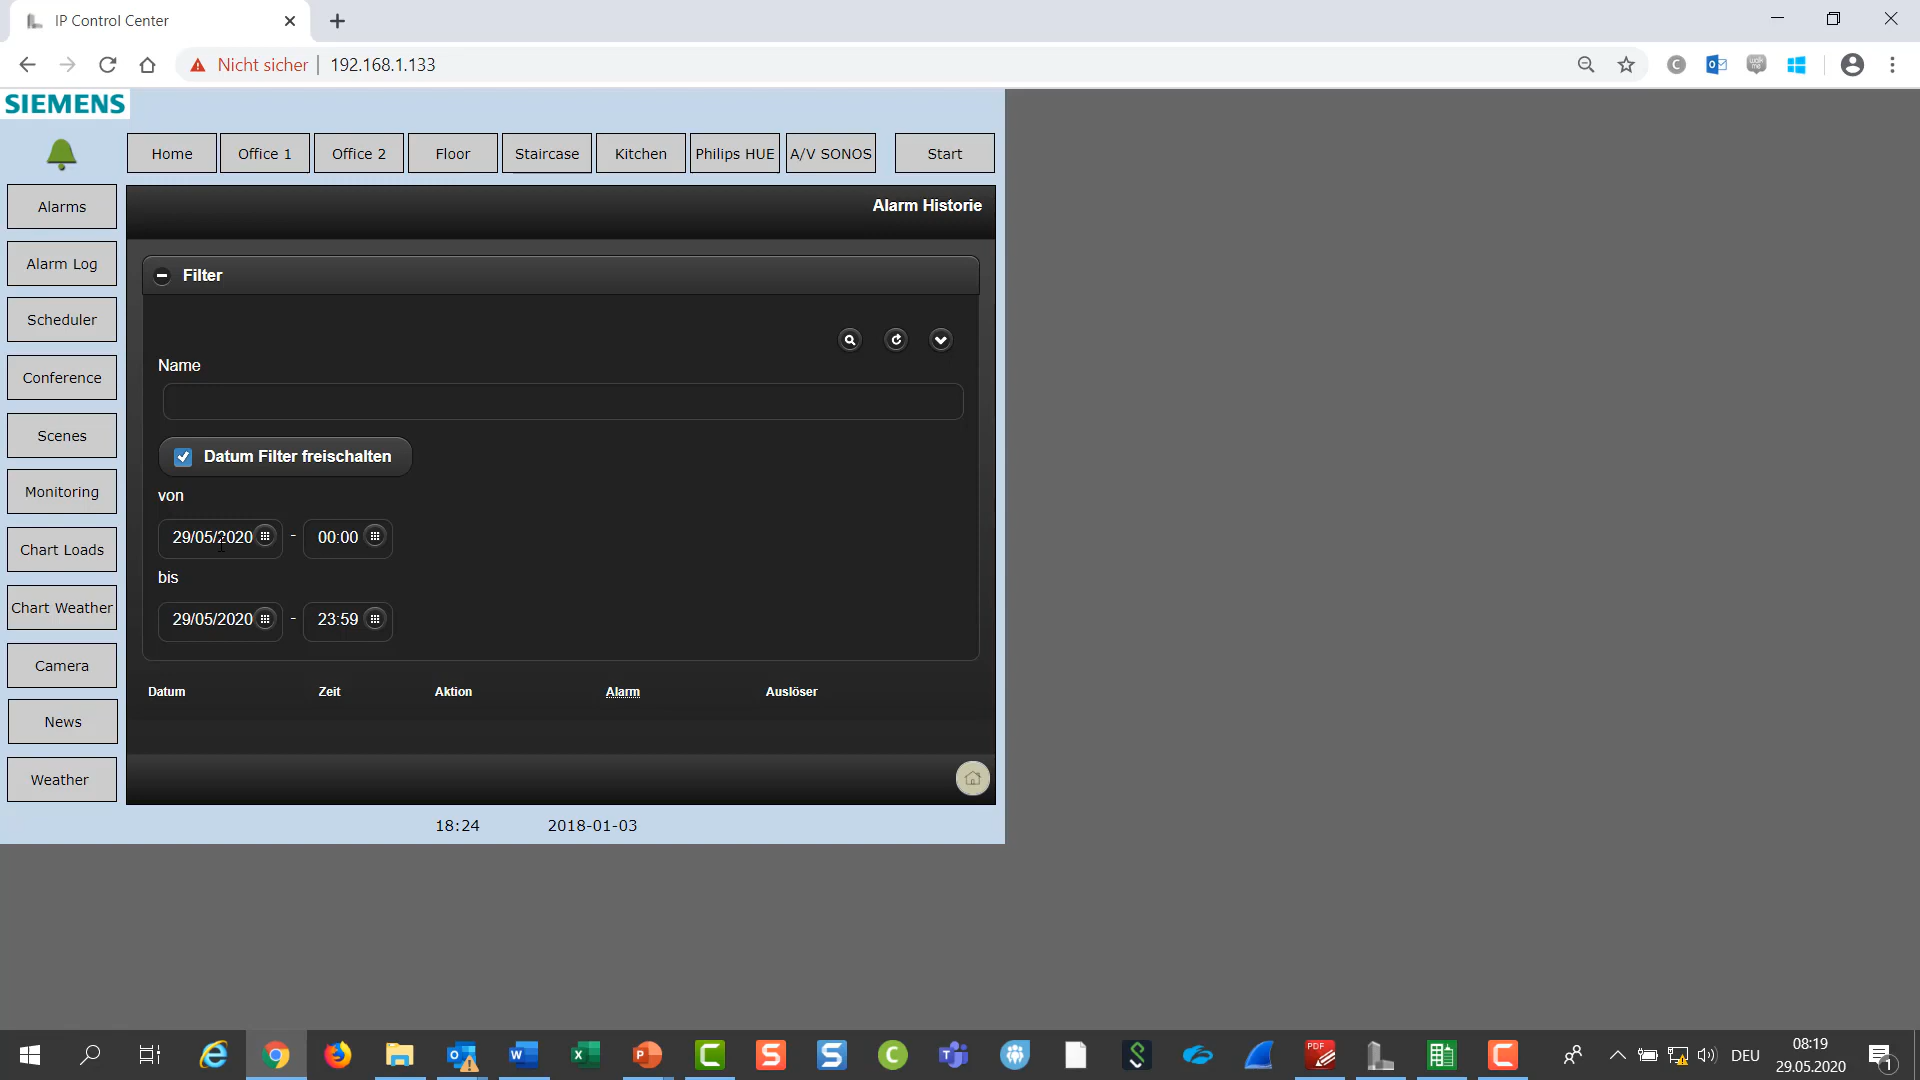 IP Control Center
Nicht sicher 192.168.1.133
SIEMENS
Home Office 1 Office 2 Floor Staircase Kitchen Philips HUE A/V SONOS Start
Alarms
Alarm Log
Scheduler
Conference
Scenes
Monitoring
Chart Loads
Chart Weather
Camera
News
Weather
Alarm Historie
Filter
Name
Datum Filter freischalten
von
29/05/2020 - 00:00
bis
29/05/2020 - 23:59
Datum Zeit Aktion Alarm Auslöser
18:24 2018-01-03
DEU
08:19
29.05.2020
1